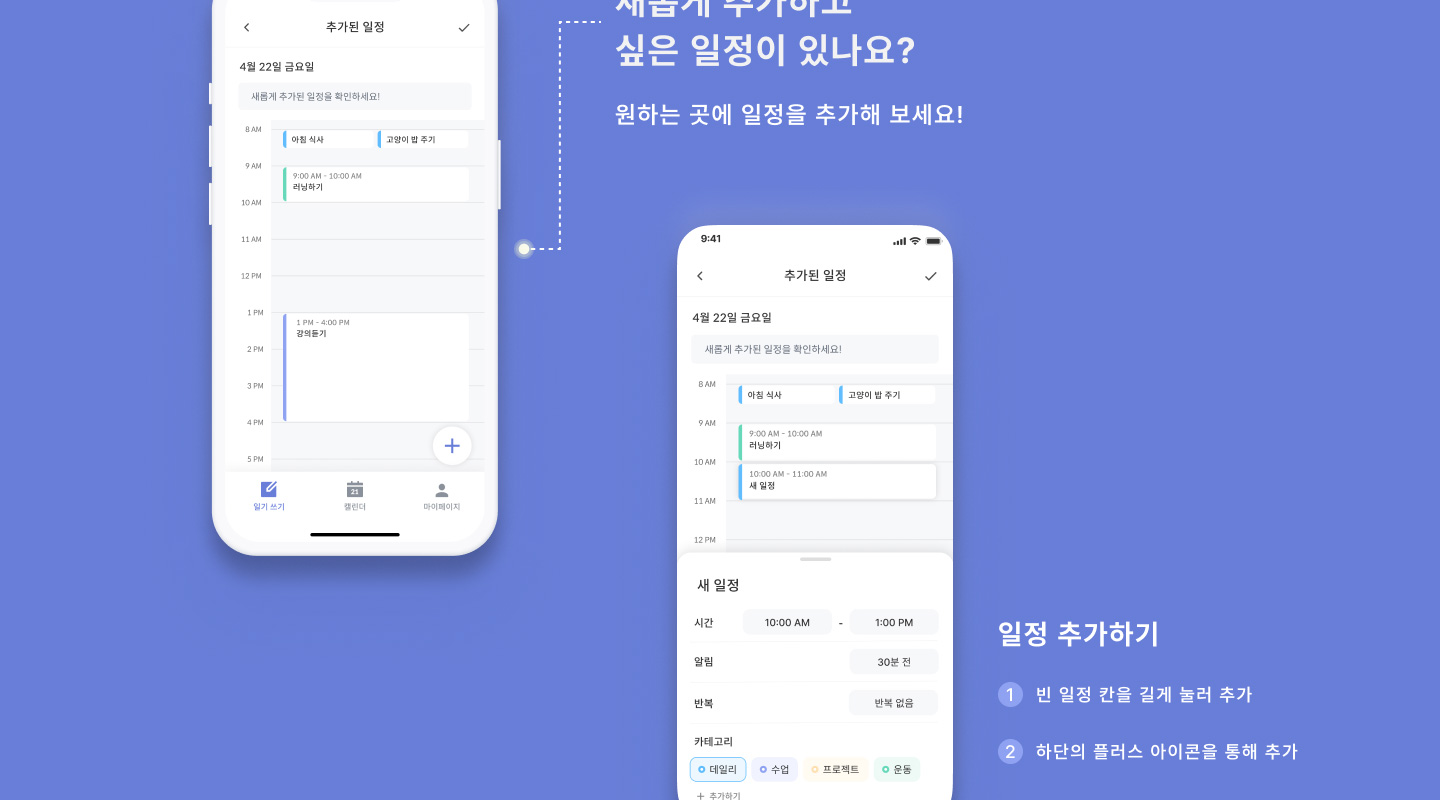 새롭게 추가하고
싶은 일정이 있나요?
원하는 곳에 일정을 추가해 보세요!
추가된 일정
4월 22일 금요일
새롭게 추가된 일정을 확인하세요!
8 AM
아침 식사
고양이 밥 주기
9 AM
9:00 AM - 10:00 AM
러닝하기
10 AM
11 AM
12 PM
1 PM
1 PM - 4:00 PM
강의듣기
2 PM
3 PM
4 PM
5 PM
일기 쓰기
21
캘린더
마이페이지
9:41
추가된 일정
4월 22일 금요일
새롭게 추가된 일정을 확인하세요!
8 AM
아침 식사
고양이 밥 주기
9 AM
9:00 AM - 10:00 AM
러닝하기
10 AM
10:00 AM - 11:00 AM
새 일정
11 AM
12 PM
새 일정
시간
10:00 AM - 1:00 PM
알림
30분 전
반복
반복 없음
카테고리
데일리
수업
프로젝트
운동
+ 추가하기
일정 추가하기
1 빈 일정 칸을 길게 눌러 추가
2 하단의 플러스 아이콘을 통해 추가